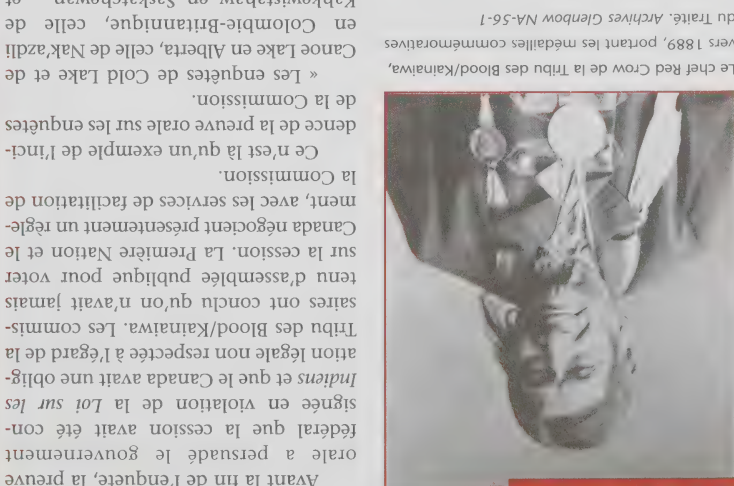 Avant la fin de l'enquête, la preuve
orale a persuadé le gouvernement
fédéral que la cession avait été con-
signée en violation de la Loi sur les
Indiens et que le Canada avait une oblig-
ation légale non respectée à l'égard de la
Tribu des Blood/Kainaiwa. Les commis-
saires ont conclu qu'on n'avait jamais
tenu d'assemblée publique pour voter
sur la cession. La Première Nation et le
Canada négocient présentement un règle-
ment, avec les services de facilitation de
la Commission.
Ce n'est là qu'un exemple de l'inci-
dence de la preuve orale sur les enquêtes
de la Commission.
« Les enquêtes de Cold Lake et de
Canoe Lake en Alberta, celle de Nak'azdli
en Colombie-Britannique, celle de
Kahkewistahaw en Saskatchewan et
Le chef Red Crow de la Tribu des Blood/Kainaiwa,
vers 1889, portant les médailles commémoratives
du Traité. Archives Glenbow NA-56-1